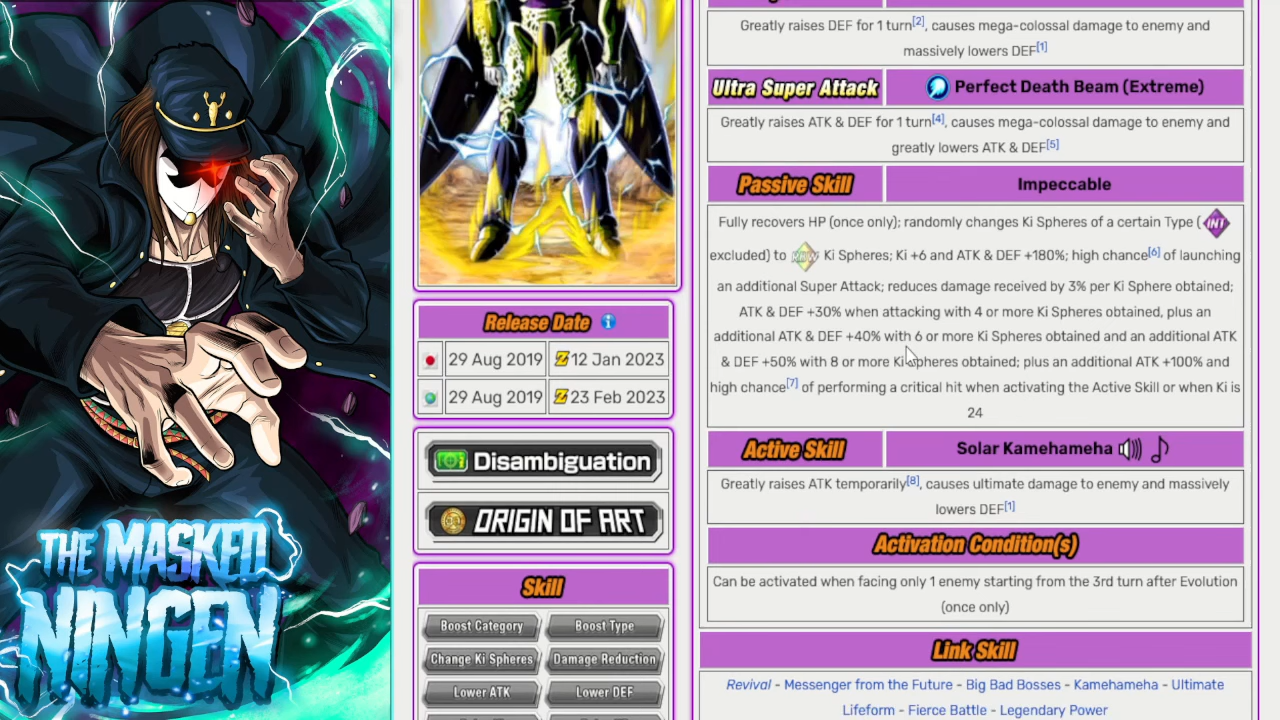 THE MASKED
NINGEN
Release Date
29 Aug 2019 Z 12 Jan 2023
29 Aug 2019 Z 23 Feb 2023
Disambiguation
ORIGIN OF ART
Skill
Boost Category Boost Type
Change Ki Spheres Damage Reduction
Lower ATK Lower DEF
Greatly raises DEF for 1 turn[2], causes mega-colossal damage to enemy and
massively lowers DEF[1]
Ultra Super Attack Perfect Death Beam (Extreme)
Greatly raises ATK & DEF for 1 turn[4], causes mega-colossal damage to enemy and
greatly lowers ATK & DEF[5]
Passive Skill Impeccable
Fully recovers HP (once only); randomly changes Ki Spheres of a certain Type (INT
excluded) to RBW Ki Spheres; Ki +6 and ATK & DEF +180%; high chance[6] of launching
an additional Super Attack; reduces damage received by 3% per Ki Sphere obtained;
ATK & DEF +30% when attacking with 4 or more Ki Spheres obtained, plus an
additional ATK & DEF +40% with 6 or more Ki Spheres obtained and an additional ATK
& DEF +50% with 8 or more Ki Spheres obtained; plus an additional ATK +100% and
high chance[7] of performing a critical hit when activating the Active Skill or when Ki is
24
Active Skill Solar Kamehameha
Greatly raises ATK temporarily[8], causes ultimate damage to enemy and massively
lowers DEF[1]
Activation Condition(s)
Can be activated when facing only 1 enemy starting from the 3rd turn after Evolution
(once only)
Link Skill
Revival - Messenger from the Future - Big Bad Bosses - Kamehameha - Ultimate
Lifeform - Fierce Battle - Legendary Power